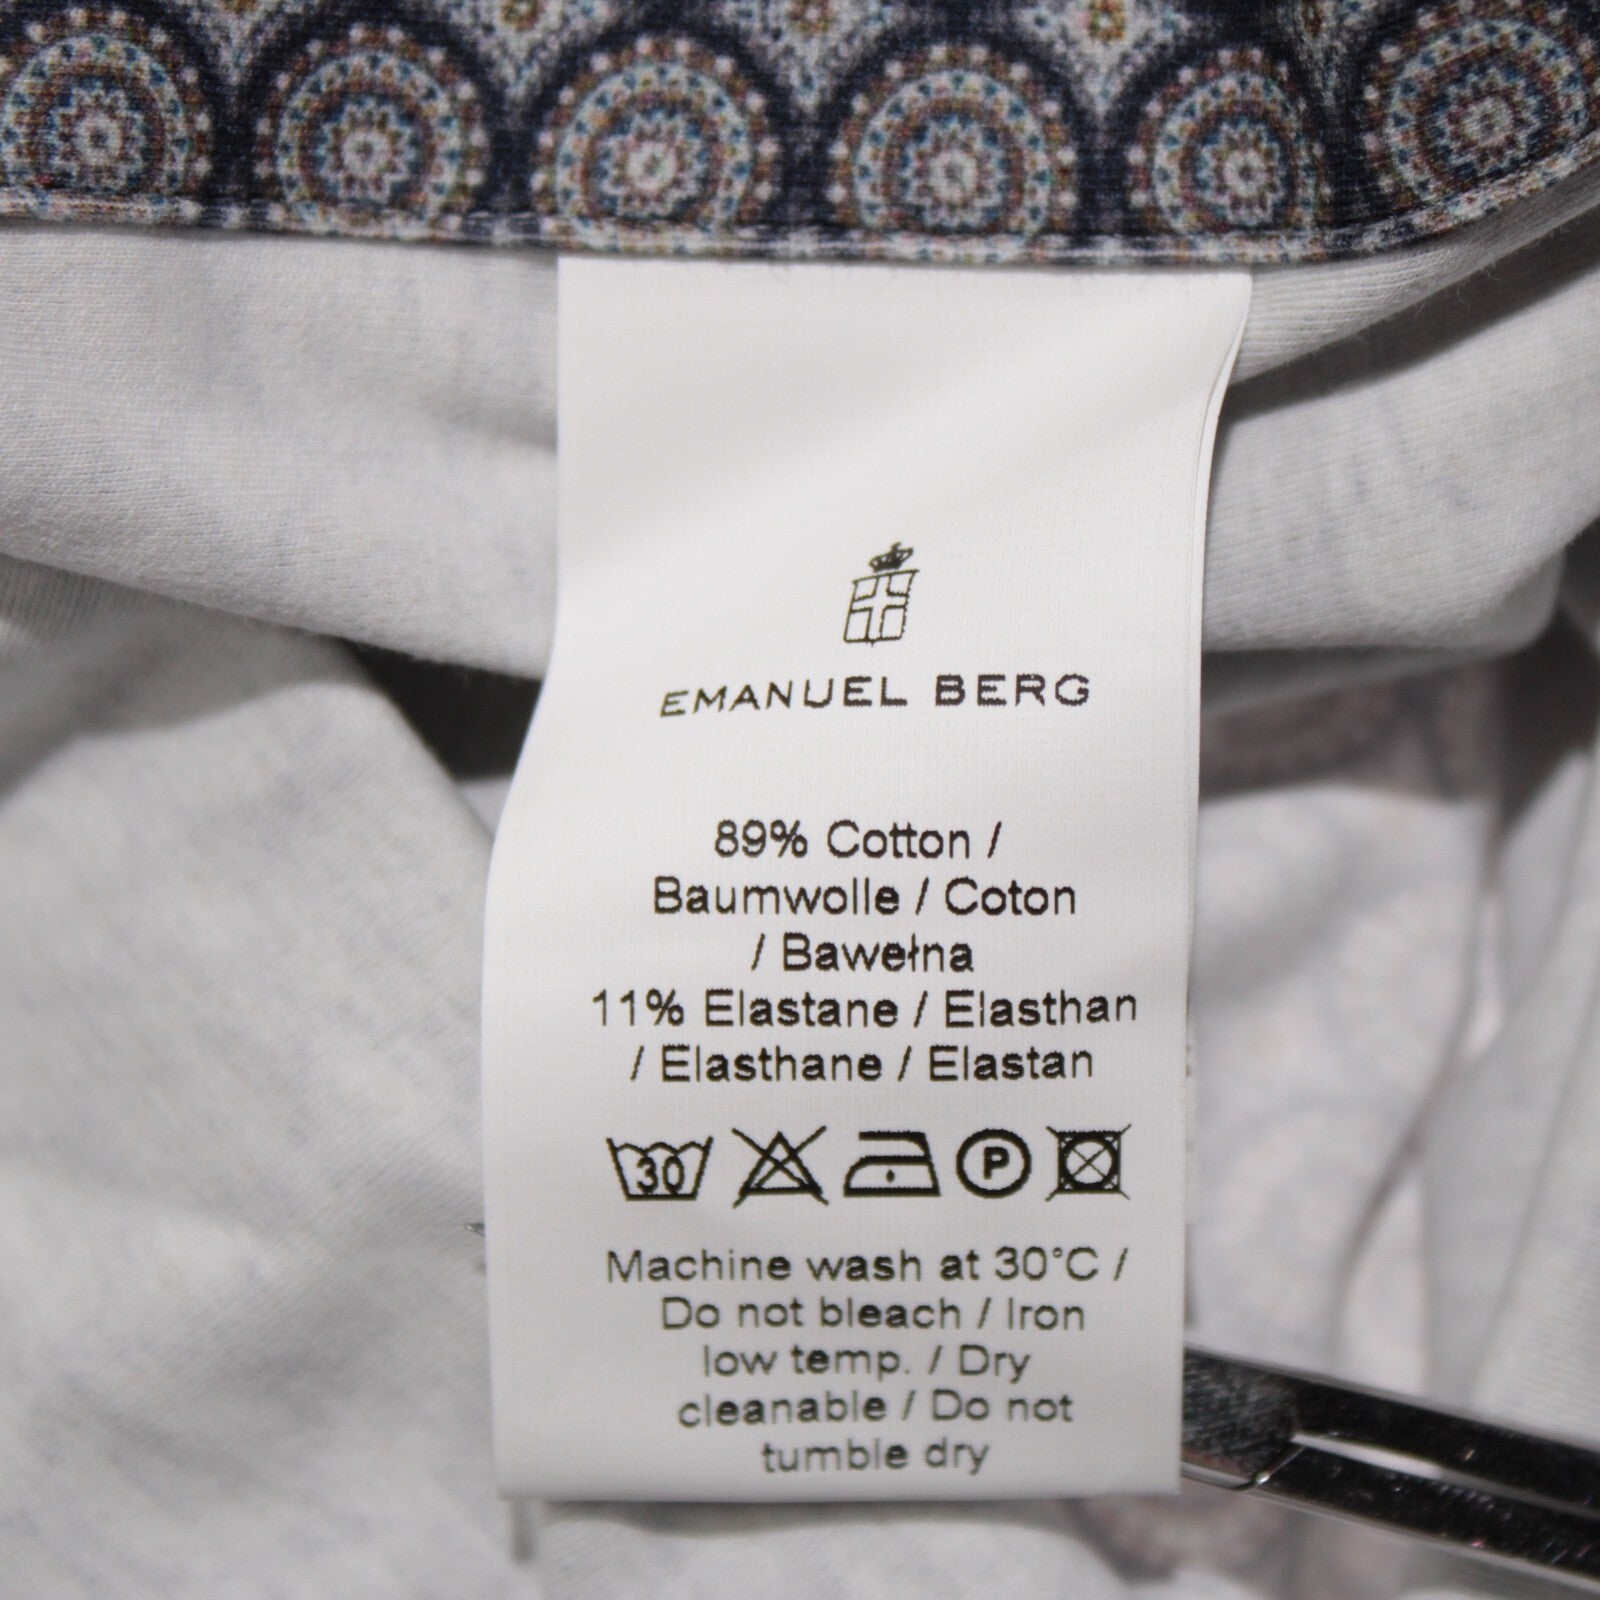 EMANUEL BERG
89% Cotton /
Baumwolle / Coton
/ Bawełna
11% Elastane / Elasthan
/ Elasthane / Elastan
30 P
Machine wash at 30°C /
Do not bleach / Iron
low temp. / Dry
cleanable / Do not
tumble dry